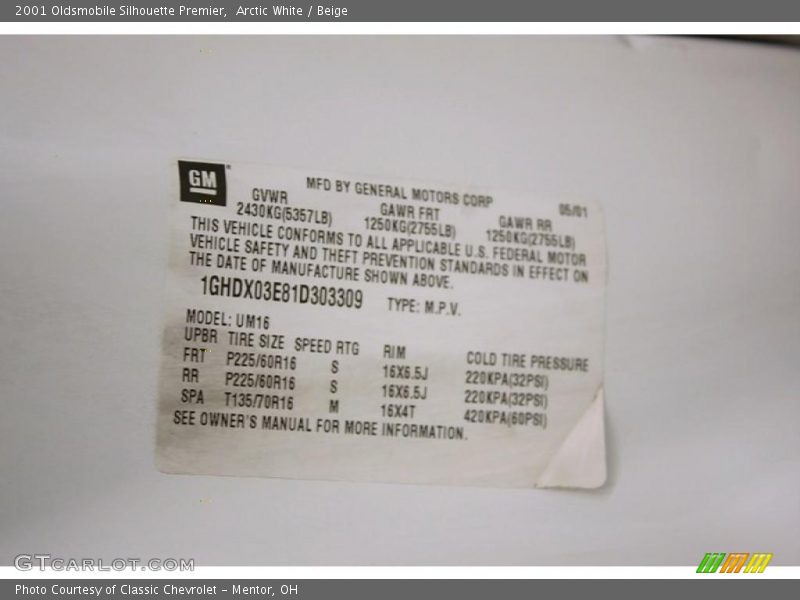 2001 Oldsmobile Silhouette Premier,  Arctic White / Beige
GM
MFD BY GENERAL MOTORS CORP 05/01
GVWR GAWR FRT GAWR RR
2430KG(5357LB) 1250KG(2755LB) 1250KG(2755LB)
THIS VEHICLE CONFORMS TO ALL APPLICABLE U.S. FEDERAL MOTOR
VEHICLE SAFETY AND THEFT PREVENTION STANDARDS IN EFFECT ON
THE DATE OF MANUFACTURE SHOWN ABOVE.
1GHDX03E81D303309 TYPE: M.P.V.
MODEL: UM16
UPBR TIRE SIZE SPEED RTG RIM COLD TIRE PRESSURE
FRT P225/60R16 S 16X6.5J 220KPA(32PSI)
RR P225/60R16 S 16X6.5J 220KPA(32PSI)
SPA T135/70R16 M 16X4T 420KPA(60PSI)
SEE OWNER'S MANUAL FOR MORE INFORMATION.
GTCARLOT.COM
Photo Courtesy of Classic Chevrolet - Mentor, OH